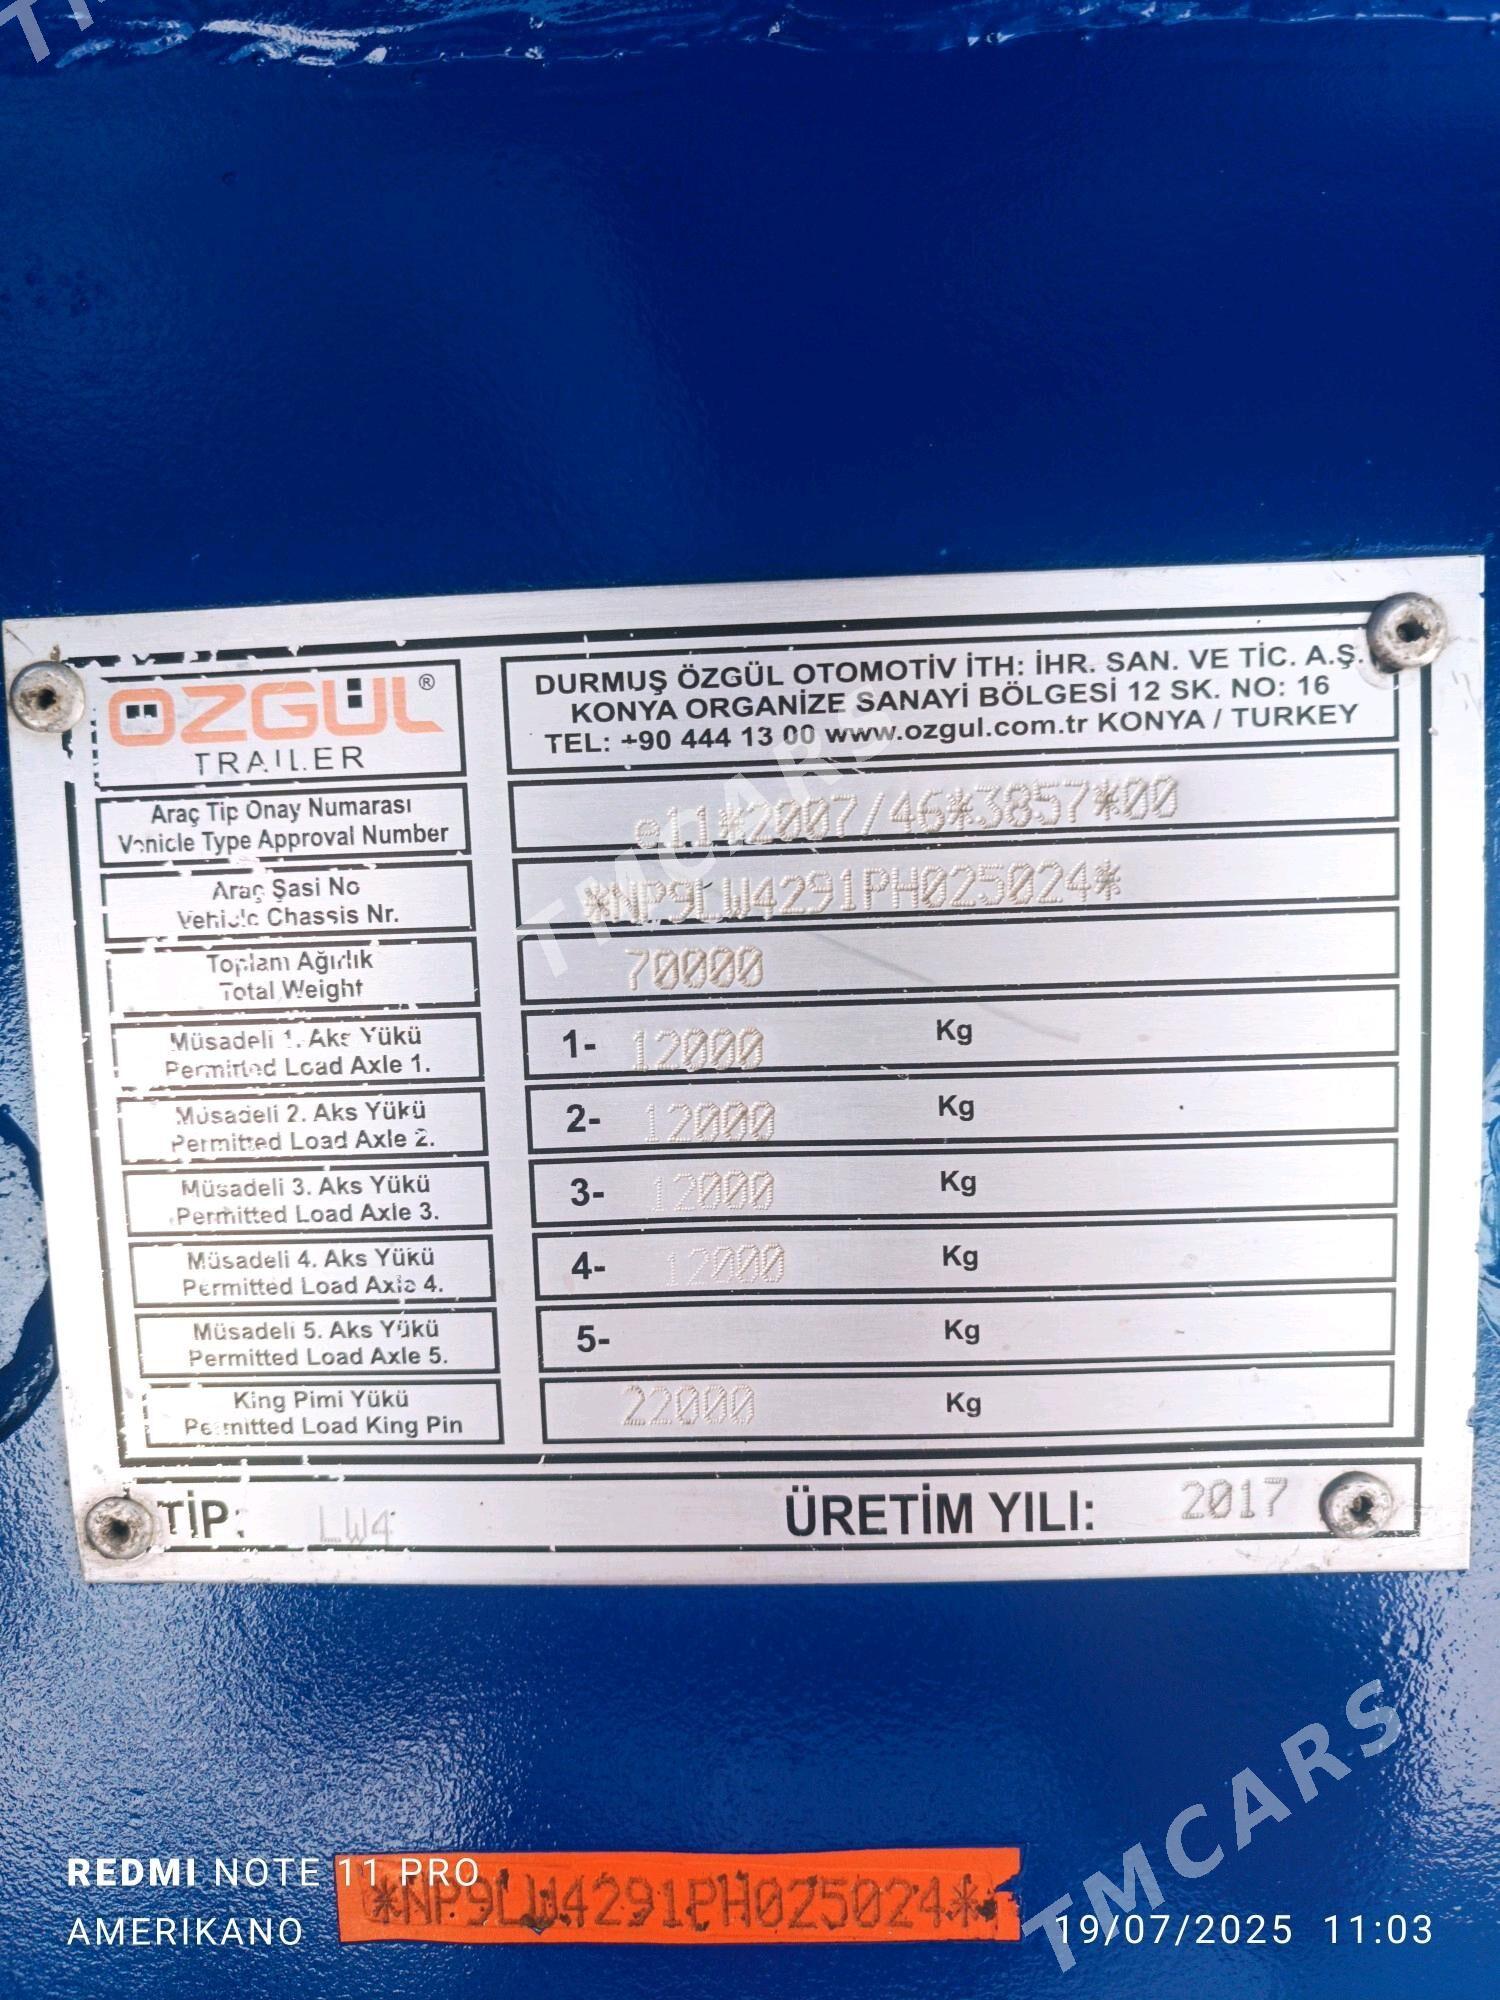 ÖZGÜL®
TRAILER
DURMUŞ ÖZGÜL OTOMOTİV İTH: İHR. SAN. VE TİC. A.Ş.
KONYA ORGANİZE SANAYİ BÖLGESİ 12 SK. NO: 16
TEL: +90 444 13 00 www.ozgul.com.tr KONYA / TURKEY
Araç Tip Onay Numarası
Vehicle Type Approval Number
e11*2007/46*3857*00
Araç Şasi No
Vehicle Chassis Nr.
*NP9LW4291PH025024*
Toplam Ağırlık
Total Weight
70000
Müsadeli 1. Aks Yükü
Permitted Load Axle 1.
1- 12000 Kg
Müsadeli 2. Aks Yükü
Permitted Load Axle 2.
2- 12000 Kg
Müsadeli 3. Aks Yükü
Permitted Load Axle 3.
3- 12000 Kg
Müsadeli 4. Aks Yükü
Permitted Load Axle 4.
4- 12000 Kg
Müsadeli 5. Aks Yükü
Permitted Load Axle 5.
5- Kg
King Pimi Yükü
Permitted Load King Pin
22000 Kg
TİP: LW4 ÜRETİM YILI: 2017
*NP9LW4291PH025024*
REDMI NOTE 11 PRO
AMERIKANO
19/07/2025 11:03
TMCARS
TMCARS